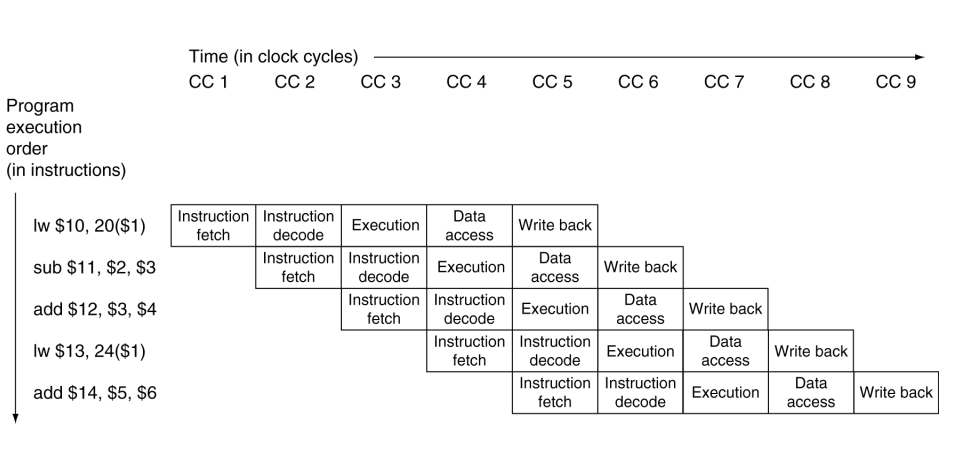 Time (in clock cycles)
CC 1 CC 2 CC 3 CC 4 CC 5 CC 6 CC 7 CC 8 CC 9
Program
execution
order
(in instructions)
lw $10, 20($1)
Instruction fetch
Instruction decode
Execution
Data access
Write back
sub $11, $2, $3
Instruction fetch
Instruction decode
Execution
Data access
Write back
add $12, $3, $4
Instruction fetch
Instruction decode
Execution
Data access
Write back
lw $13, 24($1)
Instruction fetch
Instruction decode
Execution
Data access
Write back
add $14, $5, $6
Instruction fetch
Instruction decode
Execution
Data access
Write back